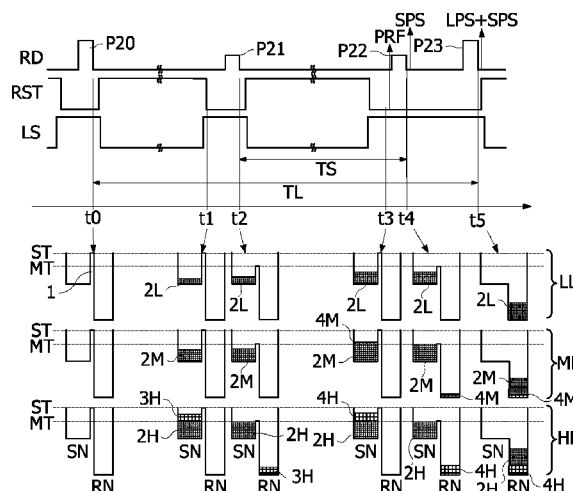 SPS LPS+SPS
P20 P21 PRF P22 P23
RD
RST
LS
TS
TL
t0 t1 t2 t3 t4 t5
ST
MT
1 2L 2L 2L 2L 2L LL
ST
MT
2M 2M 4M 2M 2M 4M 2M 4M
ST
MT
3H 2H 2H 3H 4H 2H 2H 4H 2H 4H
SN SN SN SN SN SN
RN RN RN RN RN RN